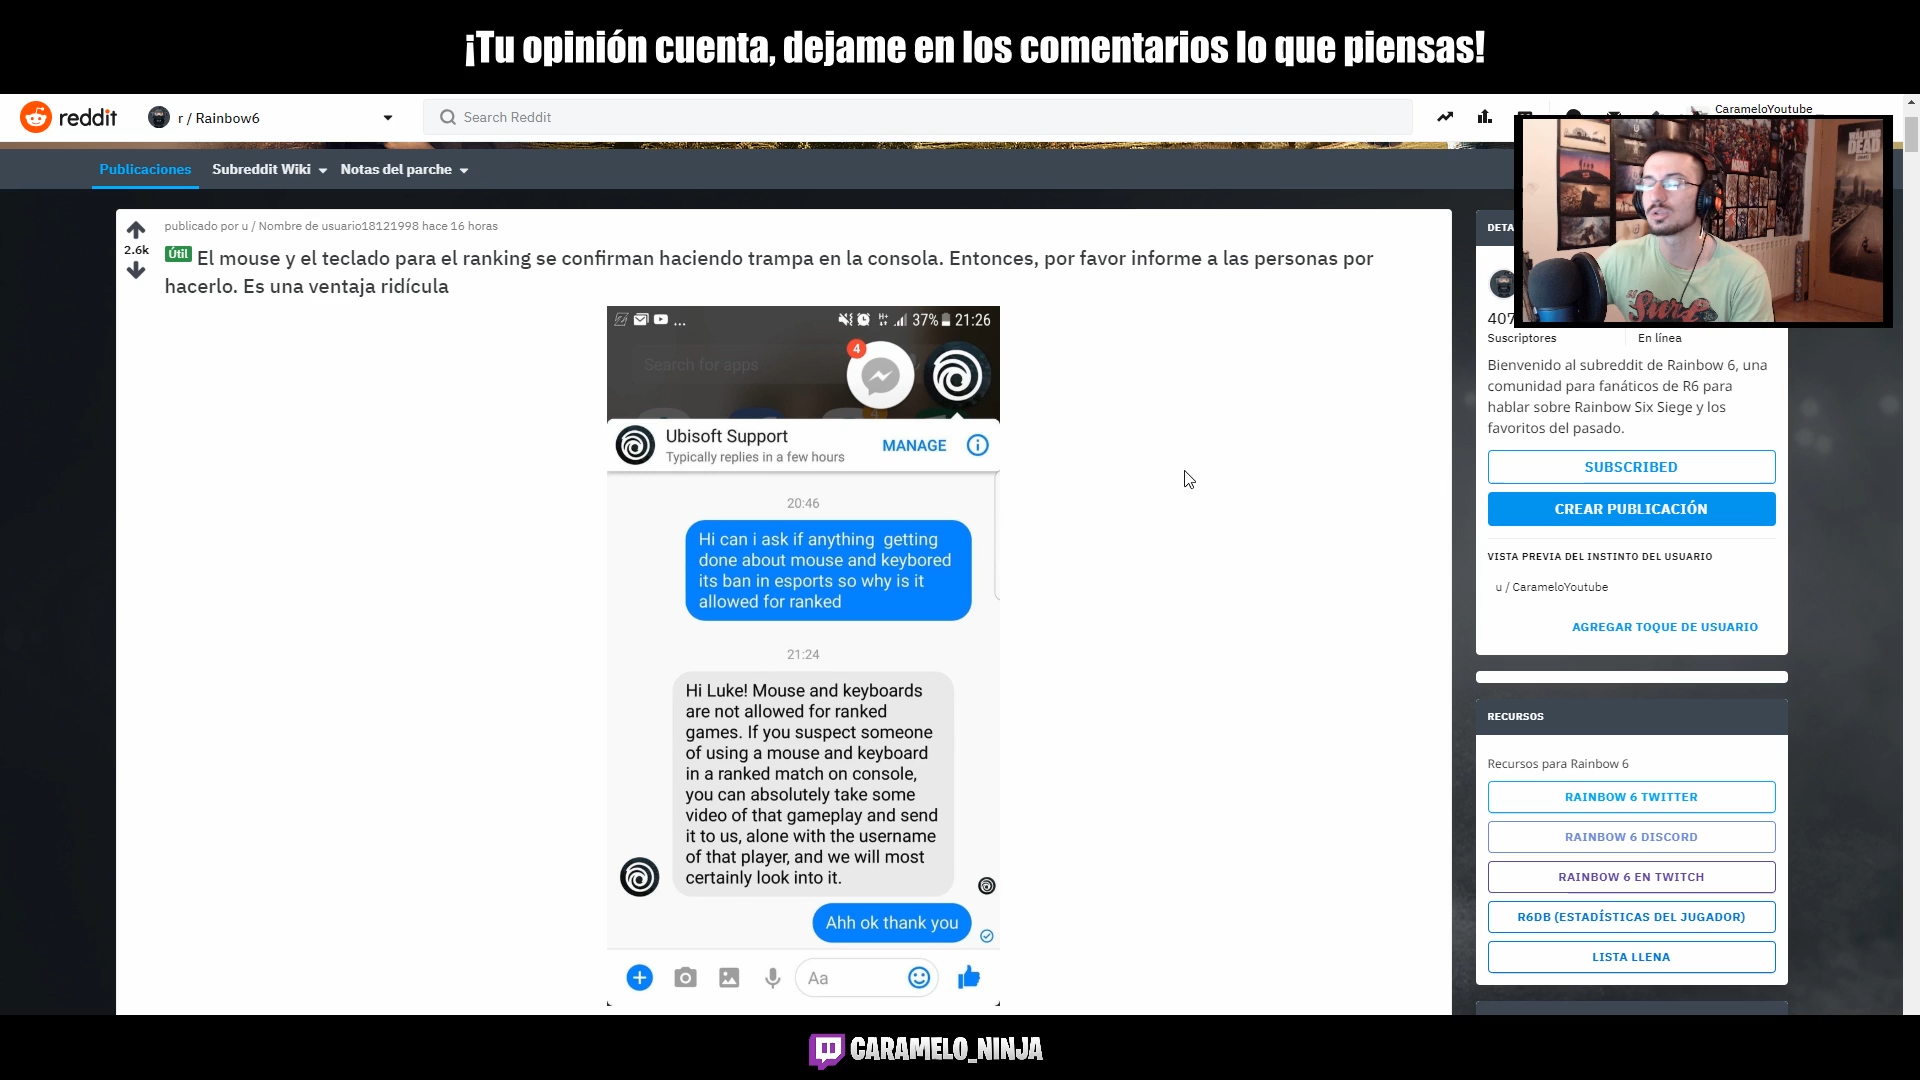 ¡Tu opinión cuenta, dejame en los comentarios lo que piensas!
reddit
r / Rainbow6
Search Reddit
CarameloYoutube
Publicaciones
Subreddit Wiki
Notas del parche
publicado por u / Nombre de usuario18121998 hace 16 horas
2.6k
Útil El mouse y el teclado para el ranking se confirman haciendo trampa en la consola. Entonces, por favor informe a las personas por
hacerlo. Es una ventaja ridícula
... 37% 21:26
Search for apps
4
Ubisoft Support
Typically replies in a few hours
MANAGE
20:46
Hi can i ask if anything getting
done about mouse and keybored
its ban in esports so why is it
allowed for ranked
21:24
Hi Luke! Mouse and keyboards
are not allowed for ranked
games. If you suspect someone
of using a mouse and keyboard
in a ranked match on console,
you can absolutely take some
video of that gameplay and send
it to us, alone with the username
of that player, and we will most
certainly look into it.
Ahh ok thank you
Aa
DETA
407
Suscriptores
En línea
Bienvenido al subreddit de Rainbow 6, una
comunidad para fanáticos de R6 para
hablar sobre Rainbow Six Siege y los
favoritos del pasado.
SUBSCRIBED
CREAR PUBLICACIÓN
VISTA PREVIA DEL INSTINTO DEL USUARIO
u / CarameloYoutube
AGREGAR TOQUE DE USUARIO
RECURSOS
Recursos para Rainbow 6
RAINBOW 6 TWITTER
RAINBOW 6 DISCORD
RAINBOW 6 EN TWITCH
R6DB (ESTADÍSTICAS DEL JUGADOR)
LISTA LLENA
CARAMELO_NINJA